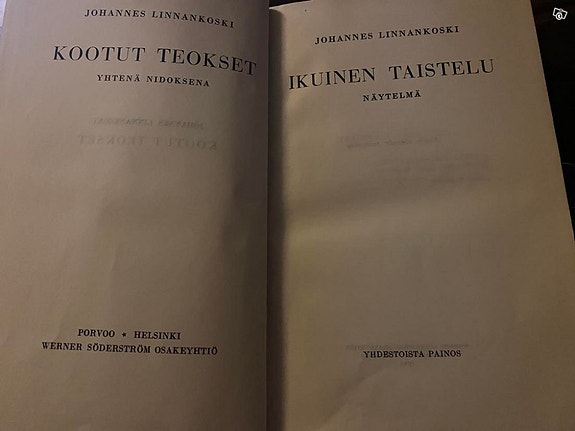 JOHANNES LINNANKOSKI
KOOTUT TEOKSET
YHTENÄ NIDOKSENA
PORVOO ★ HELSINKI
WERNER SÖDERSTRÖM OSAKEYHTIÖ
JOHANNES LINNANKOSKI
IKUINEN TAISTELU
NÄYTELMÄ
YHDESTOISTA PAINOS